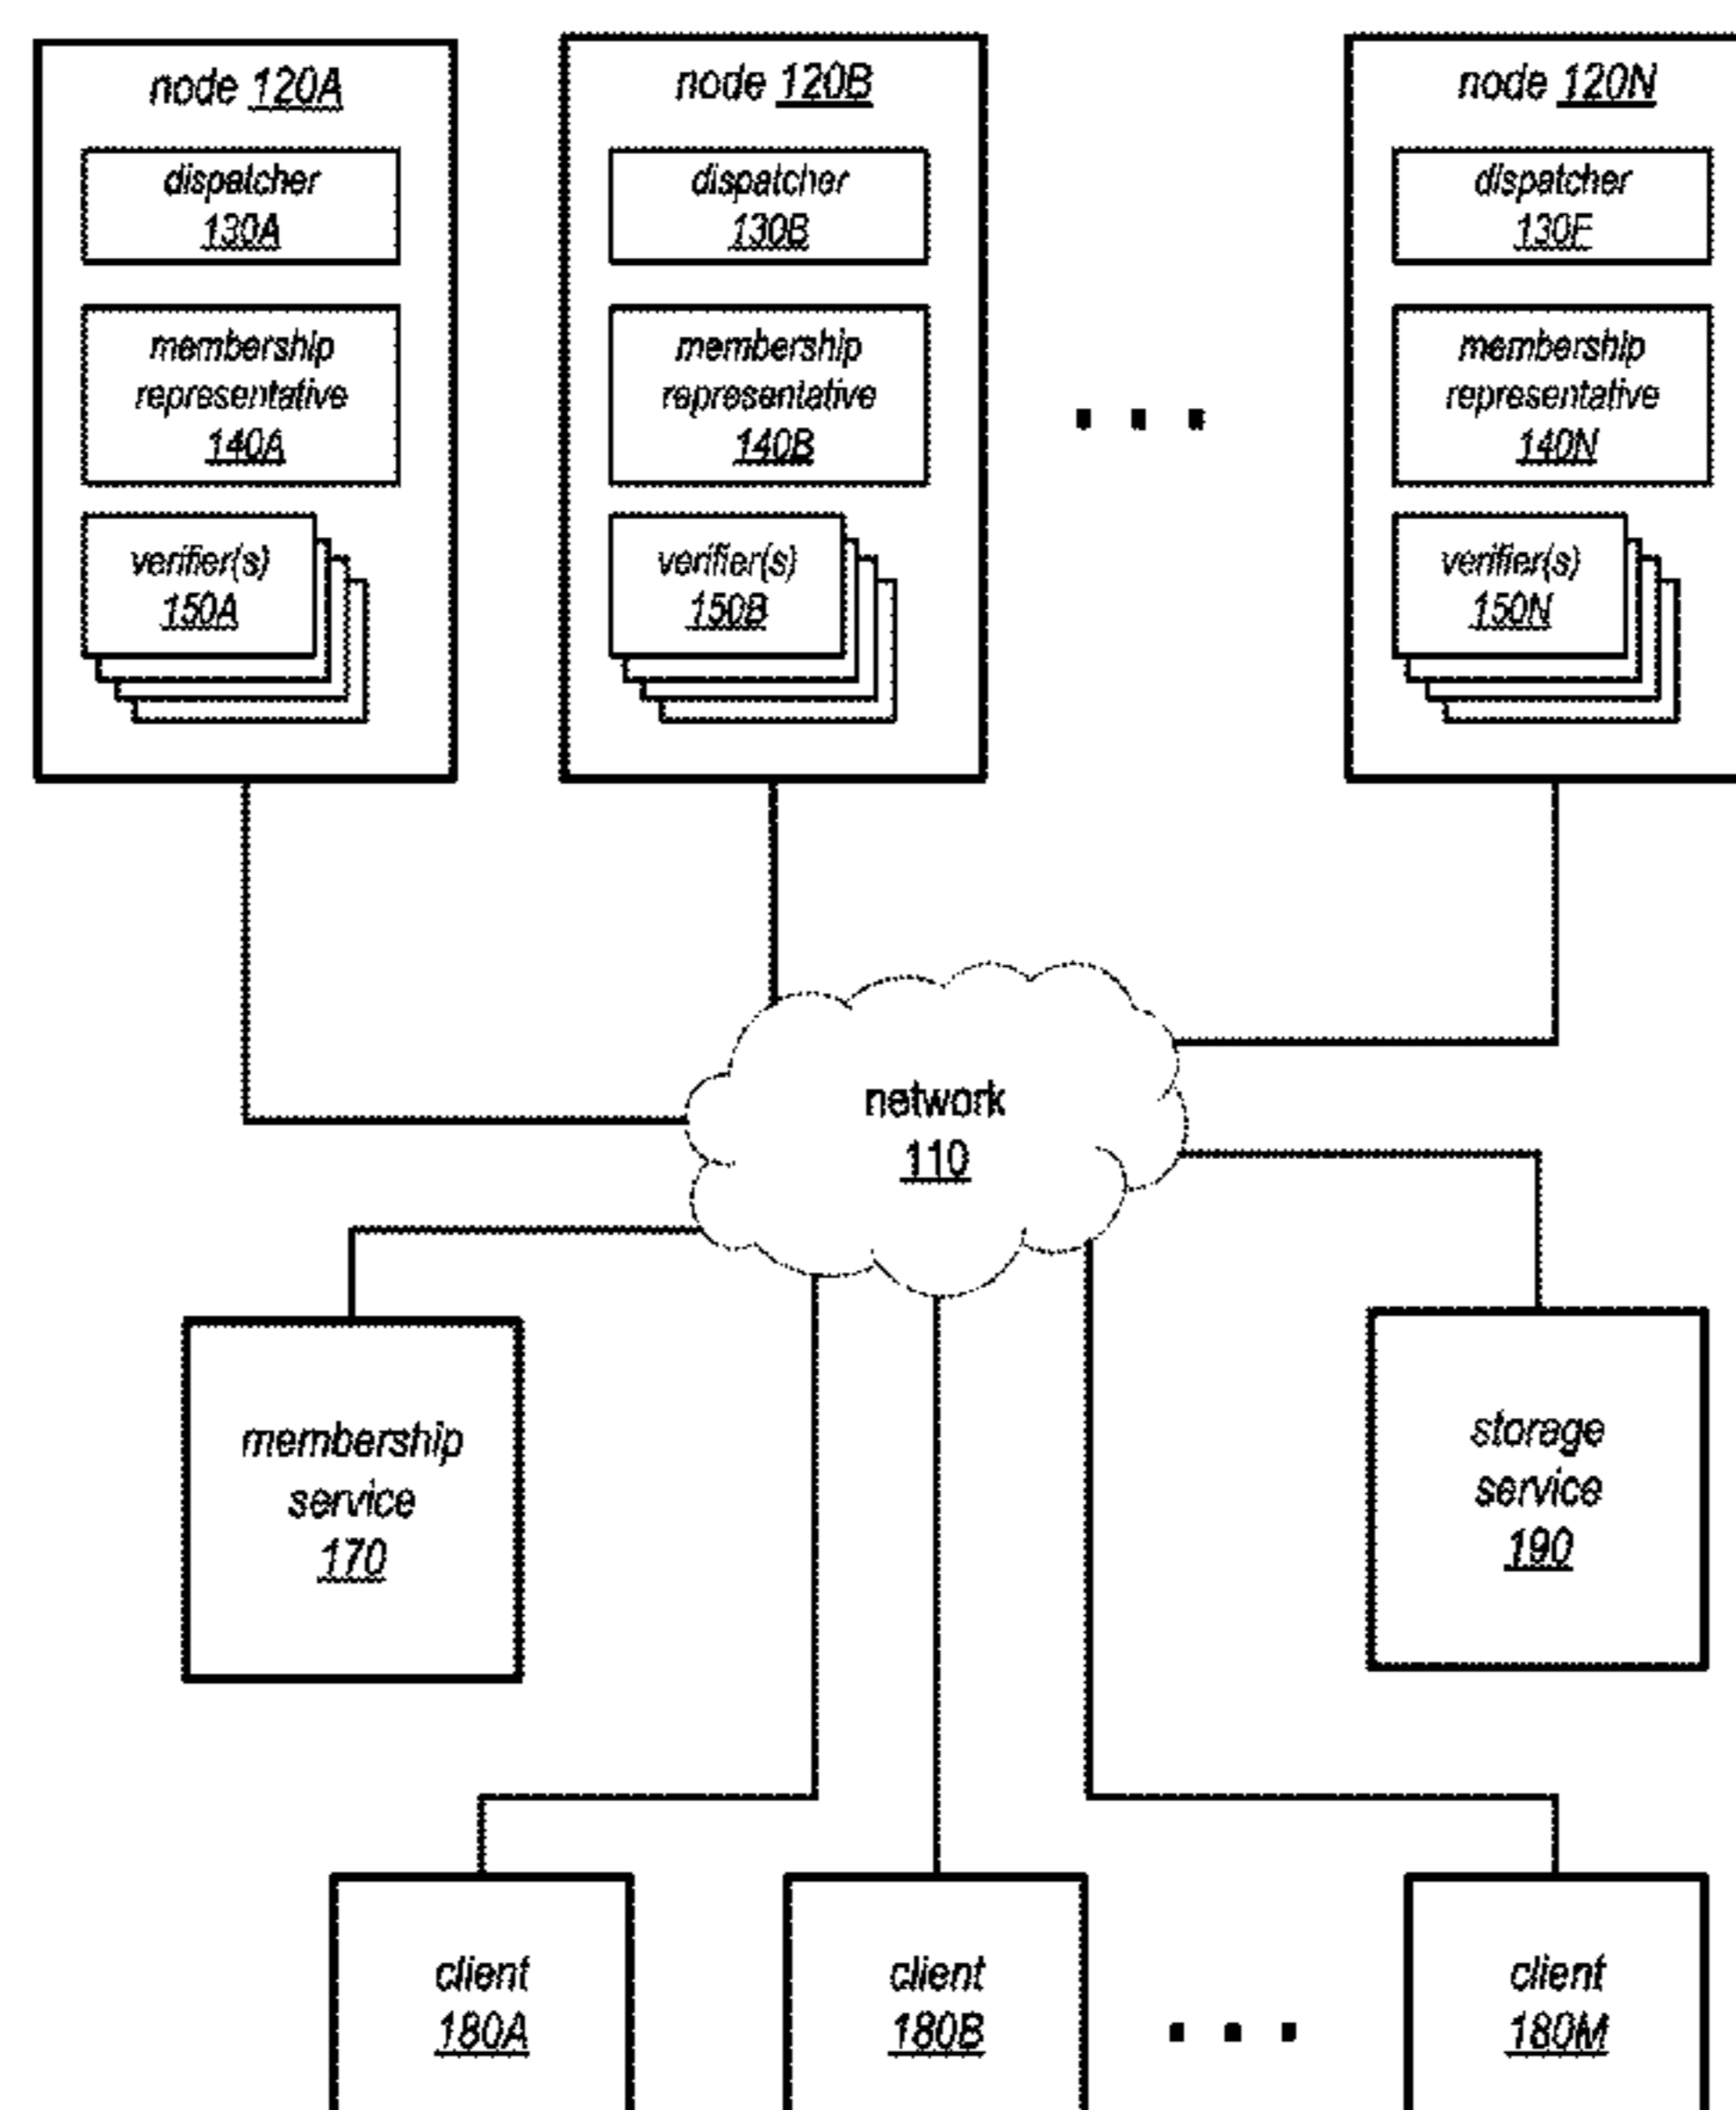 node 120A
dispatcher
130A
membership
representative
140A
verifier(s)
150A
node 120B
dispatcher
130B
membership
representative
140B
verifier(s)
150B
node 120N
dispatcher
130F
membership
representative
140N
verifier(s)
150N
network
110
membership
service
170
storage
service
190
client
180A
client
180B
client
180M